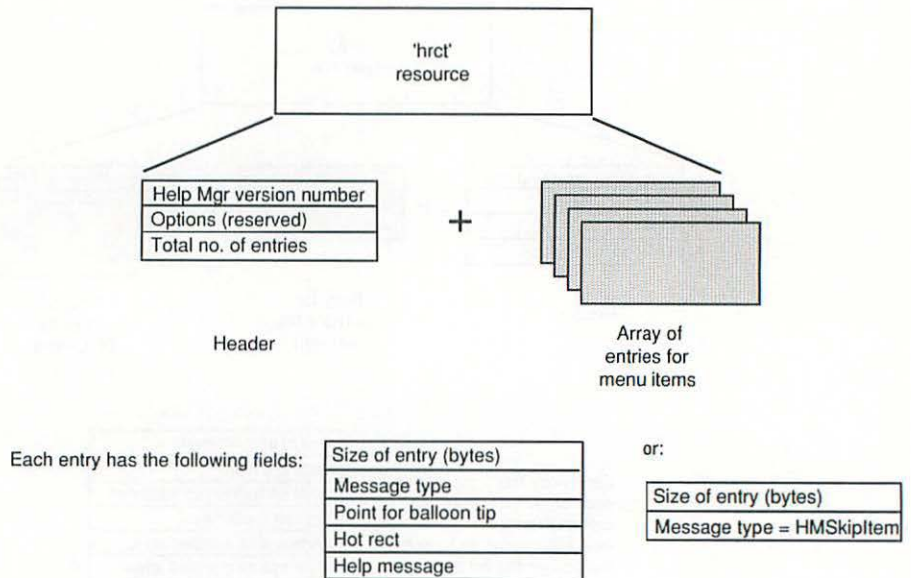 'hrct'
resource
Help Mgr version number
Options (reserved)
Total no. of entries
+
Header
Array of
entries for
menu items
Each entry has the following fields:
Size of entry (bytes)
Message type
Point for balloon tip
Hot rect
Help message
or:
Size of entry (bytes)
Message type = HMSkipItem